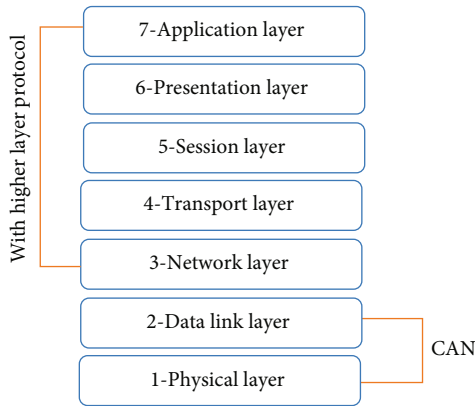 With higher layer protocol
7-Application layer
6-Presentation layer
5-Session layer
4-Transport layer
3-Network layer
2-Data link layer
CAN
1-Physical layer